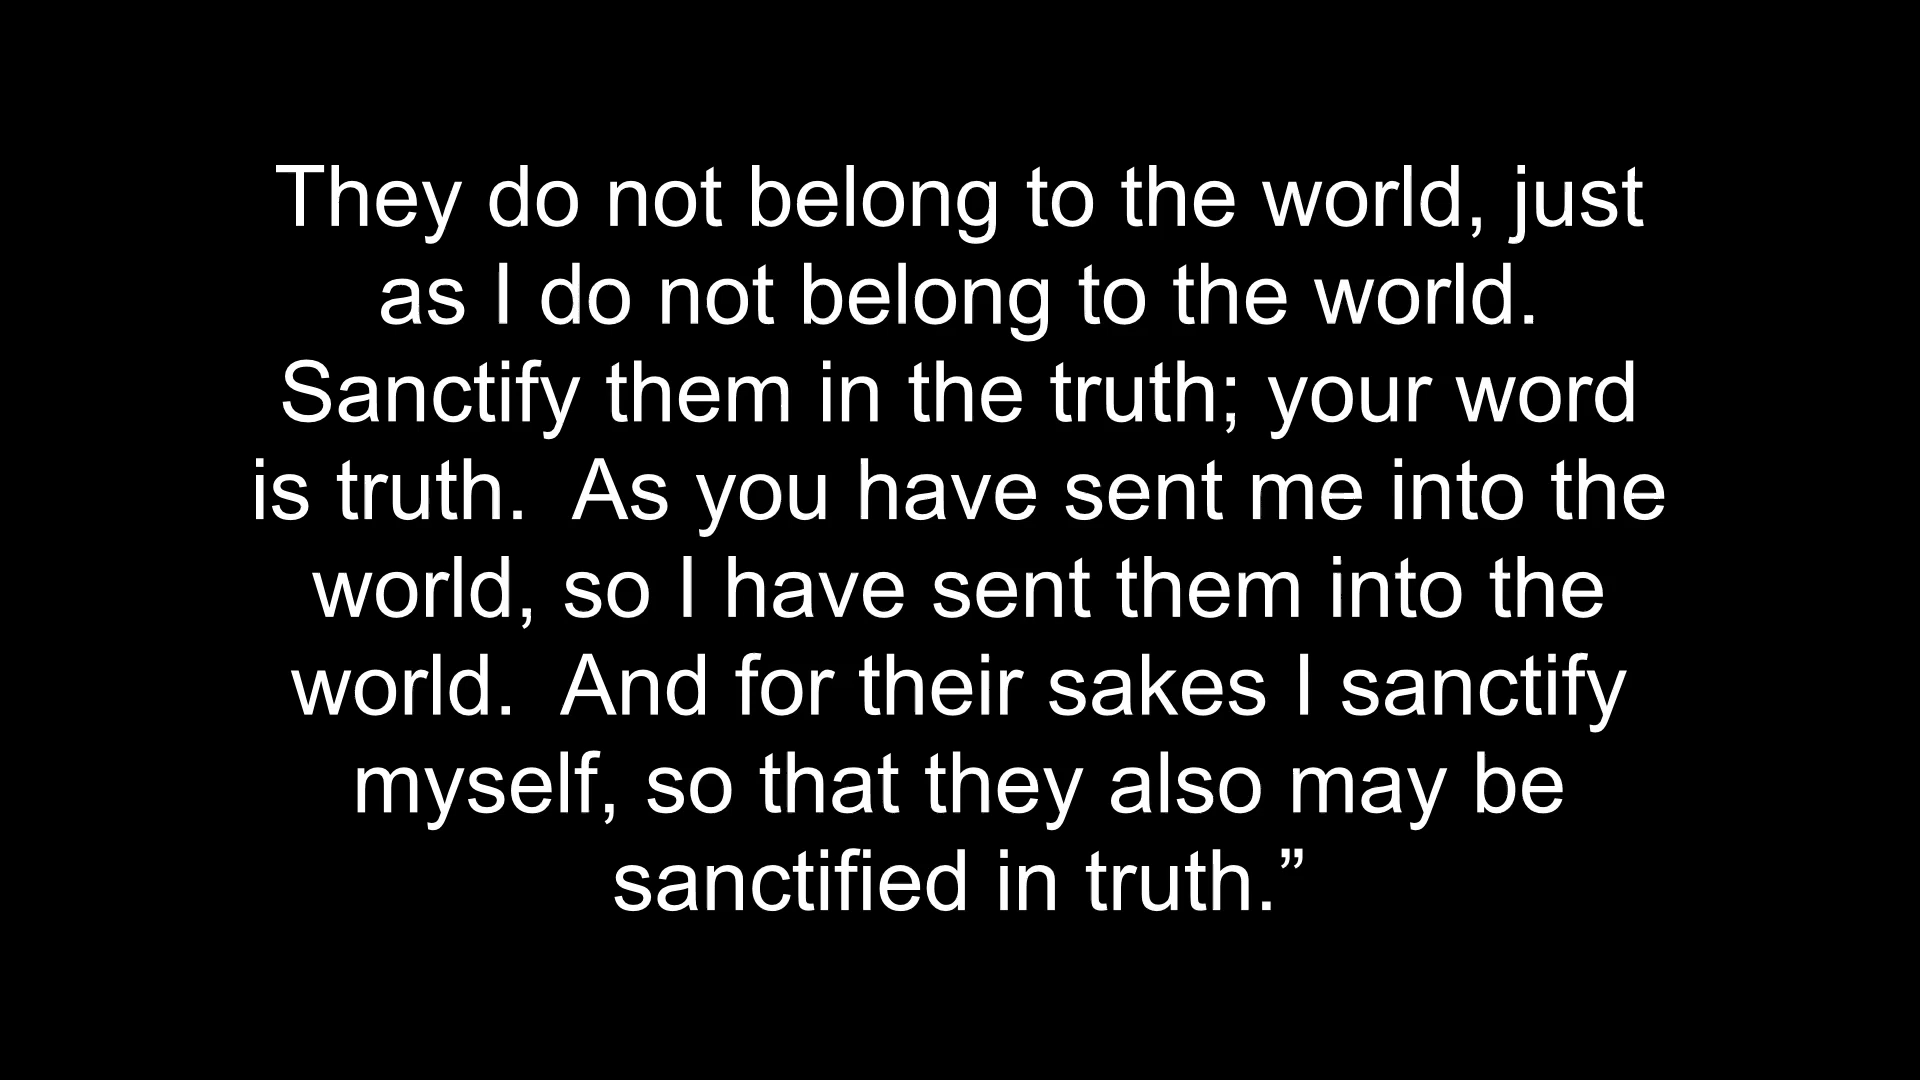 They do not belong to the world, just
as I do not belong to the world.
Sanctify them in the truth; your word
is truth.  As you have sent me into the
world, so I have sent them into the
world.  And for their sakes I sanctify
myself, so that they also may be
sanctified in truth.”